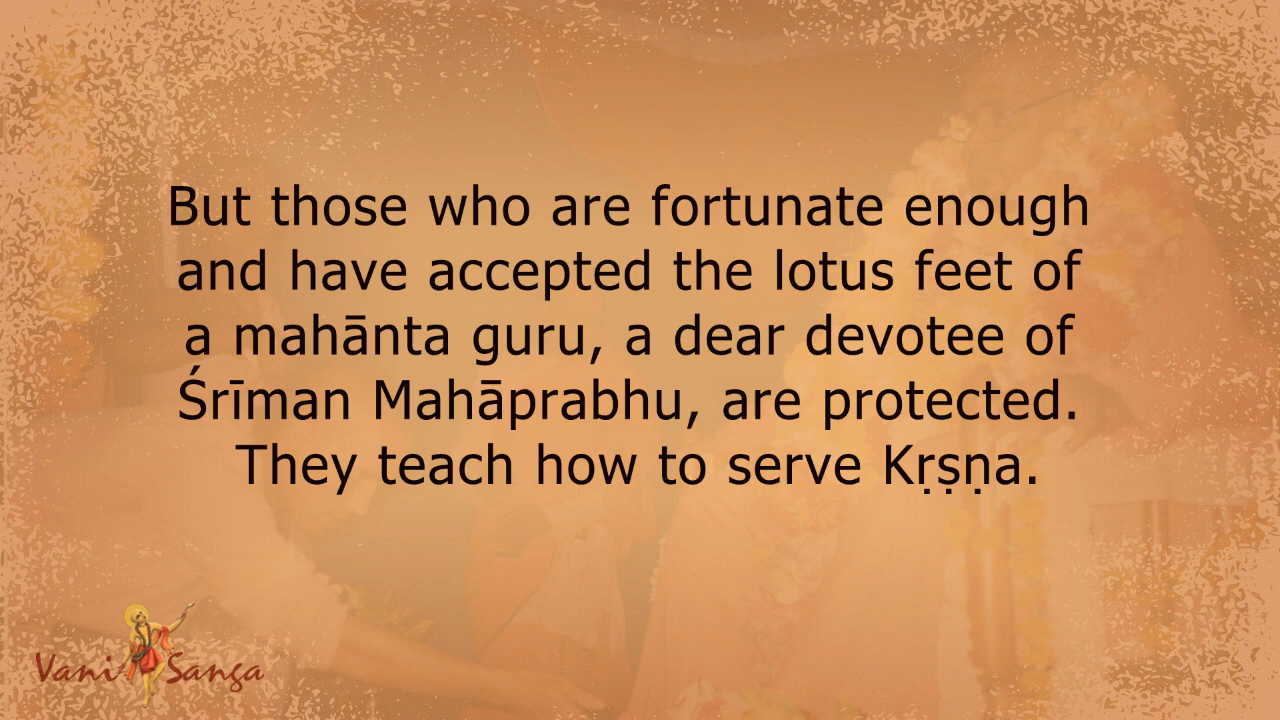 But those who are fortunate enough
and have accepted the lotus feet of
a mahānta guru, a dear devotee of
Śrīman Mahāprabhu, are protected.
They teach how to serve Kṛṣṇa.
Vani Sanga